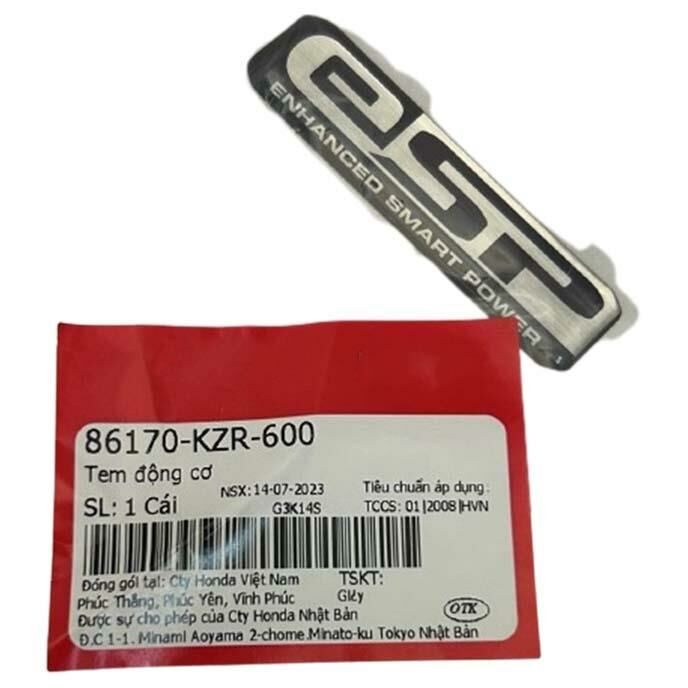 eSP
ENHANCED SMART POWER
86170-KZR-600
Tem động cơ
NSX: 14-07-2023
Tiêu chuẩn áp dụng:
SL: 1 Cái
G3K14S
TCCS: 01|2008|HVN
Đóng gói tại: Cty Honda Việt Nam
TSKT:
Phúc Thắng, Phúc Yên, Vĩnh Phúc
Giấy
Được sự cho phép của Cty Honda Nhật Bản
OTK
Đ.C 1-1. Minami Aoyama 2-chome.Minato-ku Tokyo Nhật Bản